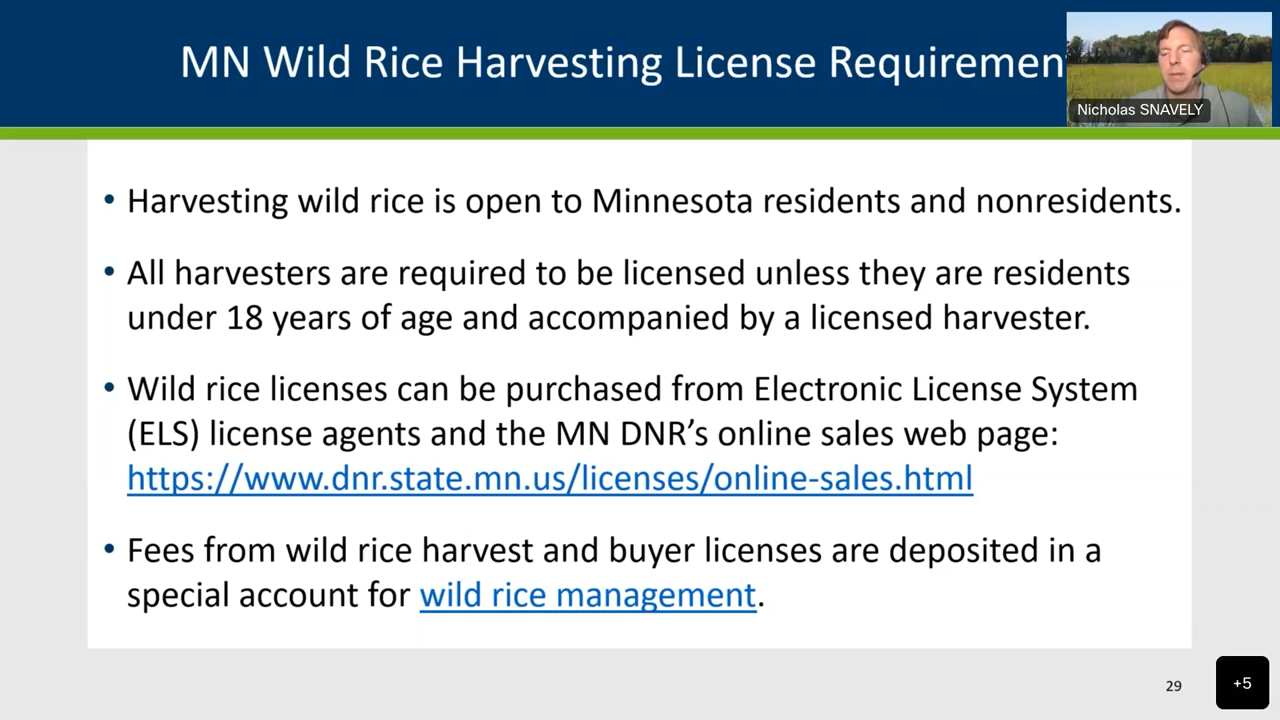 MN Wild Rice Harvesting License Requiremen
Nicholas SNAVELY
• Harvesting wild rice is open to Minnesota residents and nonresidents.
• All harvesters are required to be licensed unless they are residents
under 18 years of age and accompanied by a licensed harvester.
• Wild rice licenses can be purchased from Electronic License System
(ELS) license agents and the MN DNR’s online sales web page:
https://www.dnr.state.mn.us/licenses/online-sales.html
• Fees from wild rice harvest and buyer licenses are deposited in a
special account for wild rice management.
29
+5